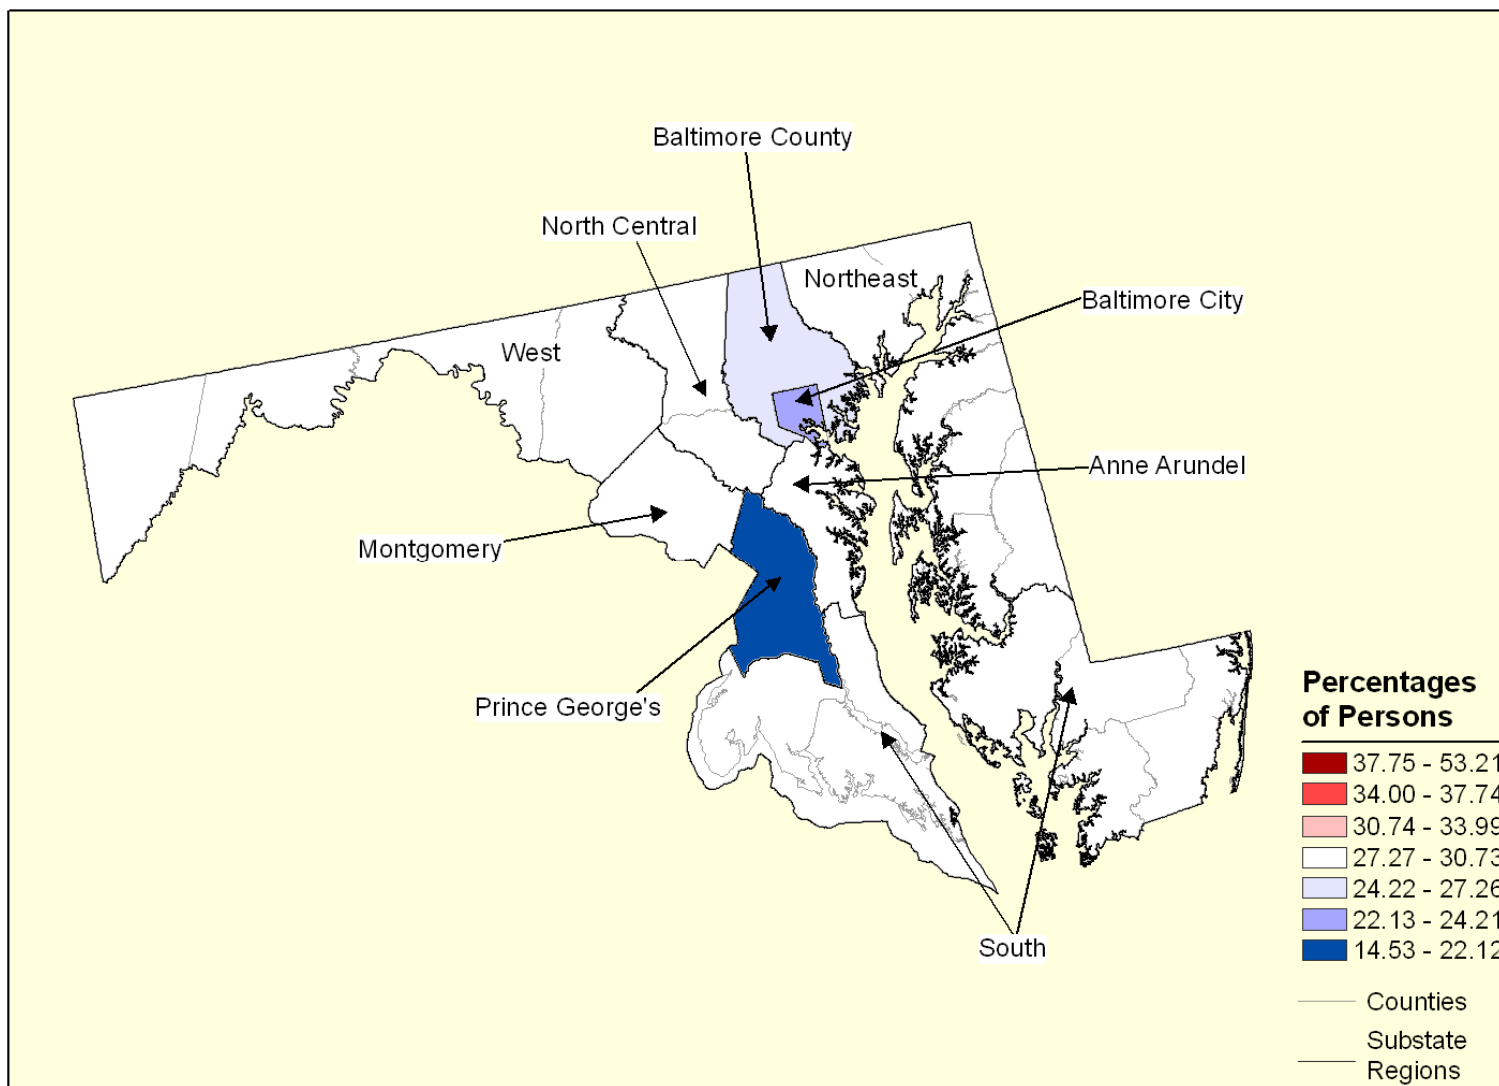 Baltimore County
North Central
Northeast
Baltimore City
West
Anne Arundel
Montgomery
Prince George's
South
Percentages
of Persons
37.75 - 53.21
34.00 - 37.74
30.74 - 33.99
27.27 - 30.73
24.22 - 27.26
22.13 - 24.21
14.53 - 22.12
Counties
Substate
Regions